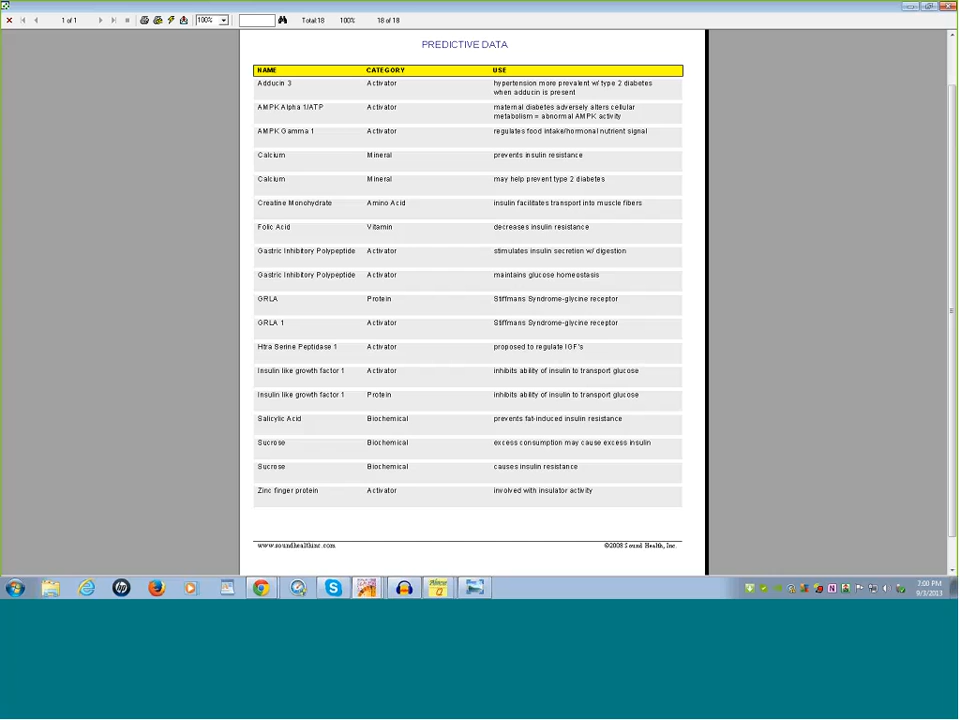 1 of 1 100% Total:18 100% 18 of 18
PREDICTIVE DATA
NAME CATEGORY USE
Adducin 3 Activator hypertension more prevalent w/ type 2 diabetes
when adducin is present
AMPK Alpha 1/ATP Activator maternal diabetes adversely alters cellular
metabolism = abnormal AMPK activity
AMPK Gamma 1 Activator regulates food intake/hormonal nutrient signal
Calcium Mineral prevents insulin resistance
Calcium Mineral may help prevent type 2 diabetes
Creatine Monohydrate Amino Acid insulin facilitates transport into muscle fibers
Folic Acid Vitamin decreases insulin resistance
Gastric Inhibitory Polypeptide Activator stimulates insulin secretion w/ digestion
Gastric Inhibitory Polypeptide Activator maintains glucose homeostasis
GRLA Protein Stiffmans Syndrome-glycine receptor
GRLA 1 Activator Stiffmans Syndrome-glycine receptor
Htra Serine Peptidase 1 Activator proposed to regulate IGF's
Insulin like growth factor 1 Activator inhibits ability of insulin to transport glucose
Insulin like growth factor 1 Protein inhibits ability of insulin to transport glucose
Salicylic Acid Biochemical prevents fat-induced insulin resistance
Sucrose Biochemical excess consumption may cause excess insulin
Sucrose Biochemical causes insulin resistance
Zinc finger protein Activator involved with insulator activity
www.soundhealthinc.com ©2008 Sound Health, Inc.
7:00 PM
9/3/2013